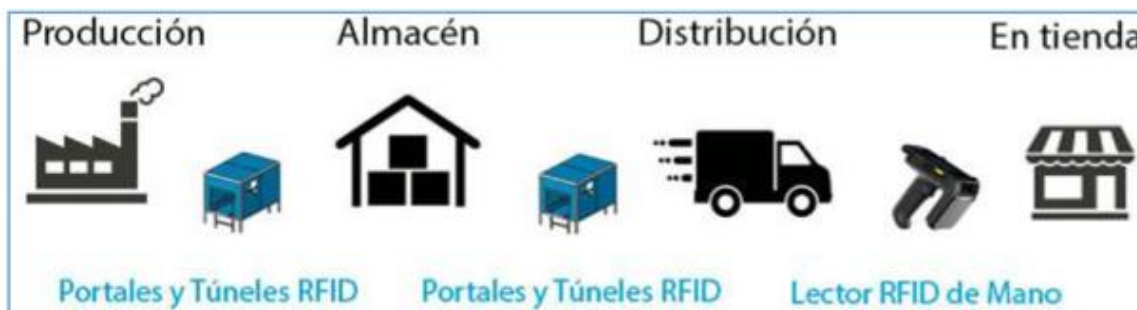 Producción
Almacén
Distribución
En tienda
Portales y Túneles RFID
Portales y Túneles RFID
Lector RFID de Mano